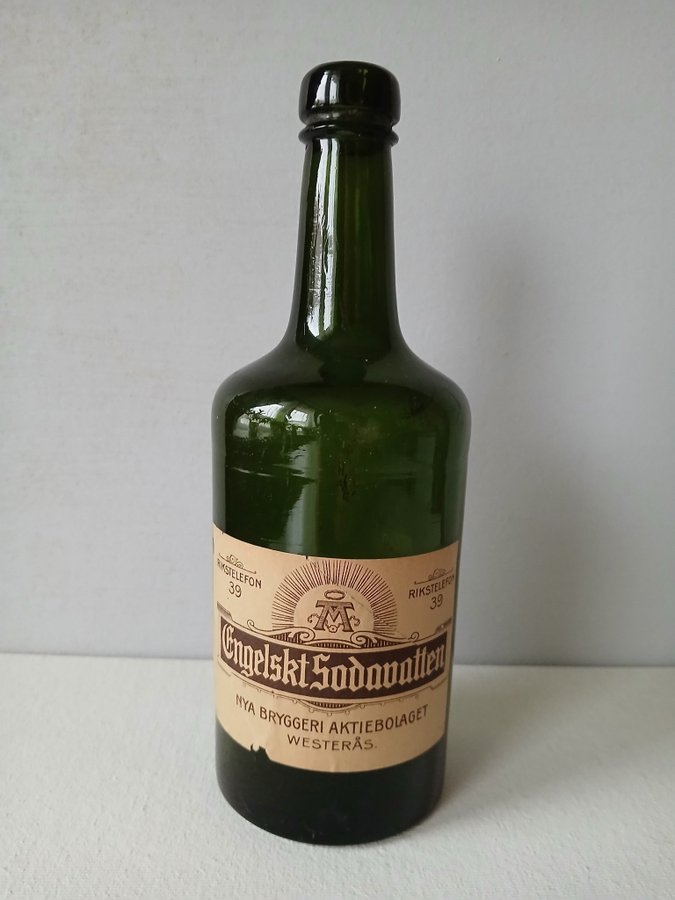 RIKSTELEFON
39
RIKSTELEFON
39
Engelskt Sodavatten
NYA BRYGGERI AKTIEBOLAGET
WESTERÅS.